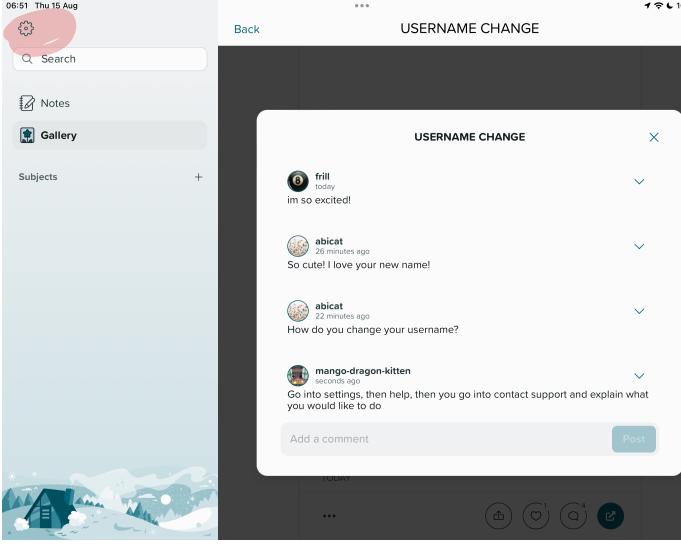 06:51 Thu 15 Aug
Back
USERNAME CHANGE
Search
Notes
Gallery
Subjects
USERNAME CHANGE
frill
today
im so excited!
abicat
26 minutes ago
So cute! I love your new name!
abicat
22 minutes ago
How do you change your username?
mango-dragon-kitten
seconds ago
Go into settings, then help, then you go into contact support and explain what
you would like to do
Add a comment
Post
TODAY
1
4